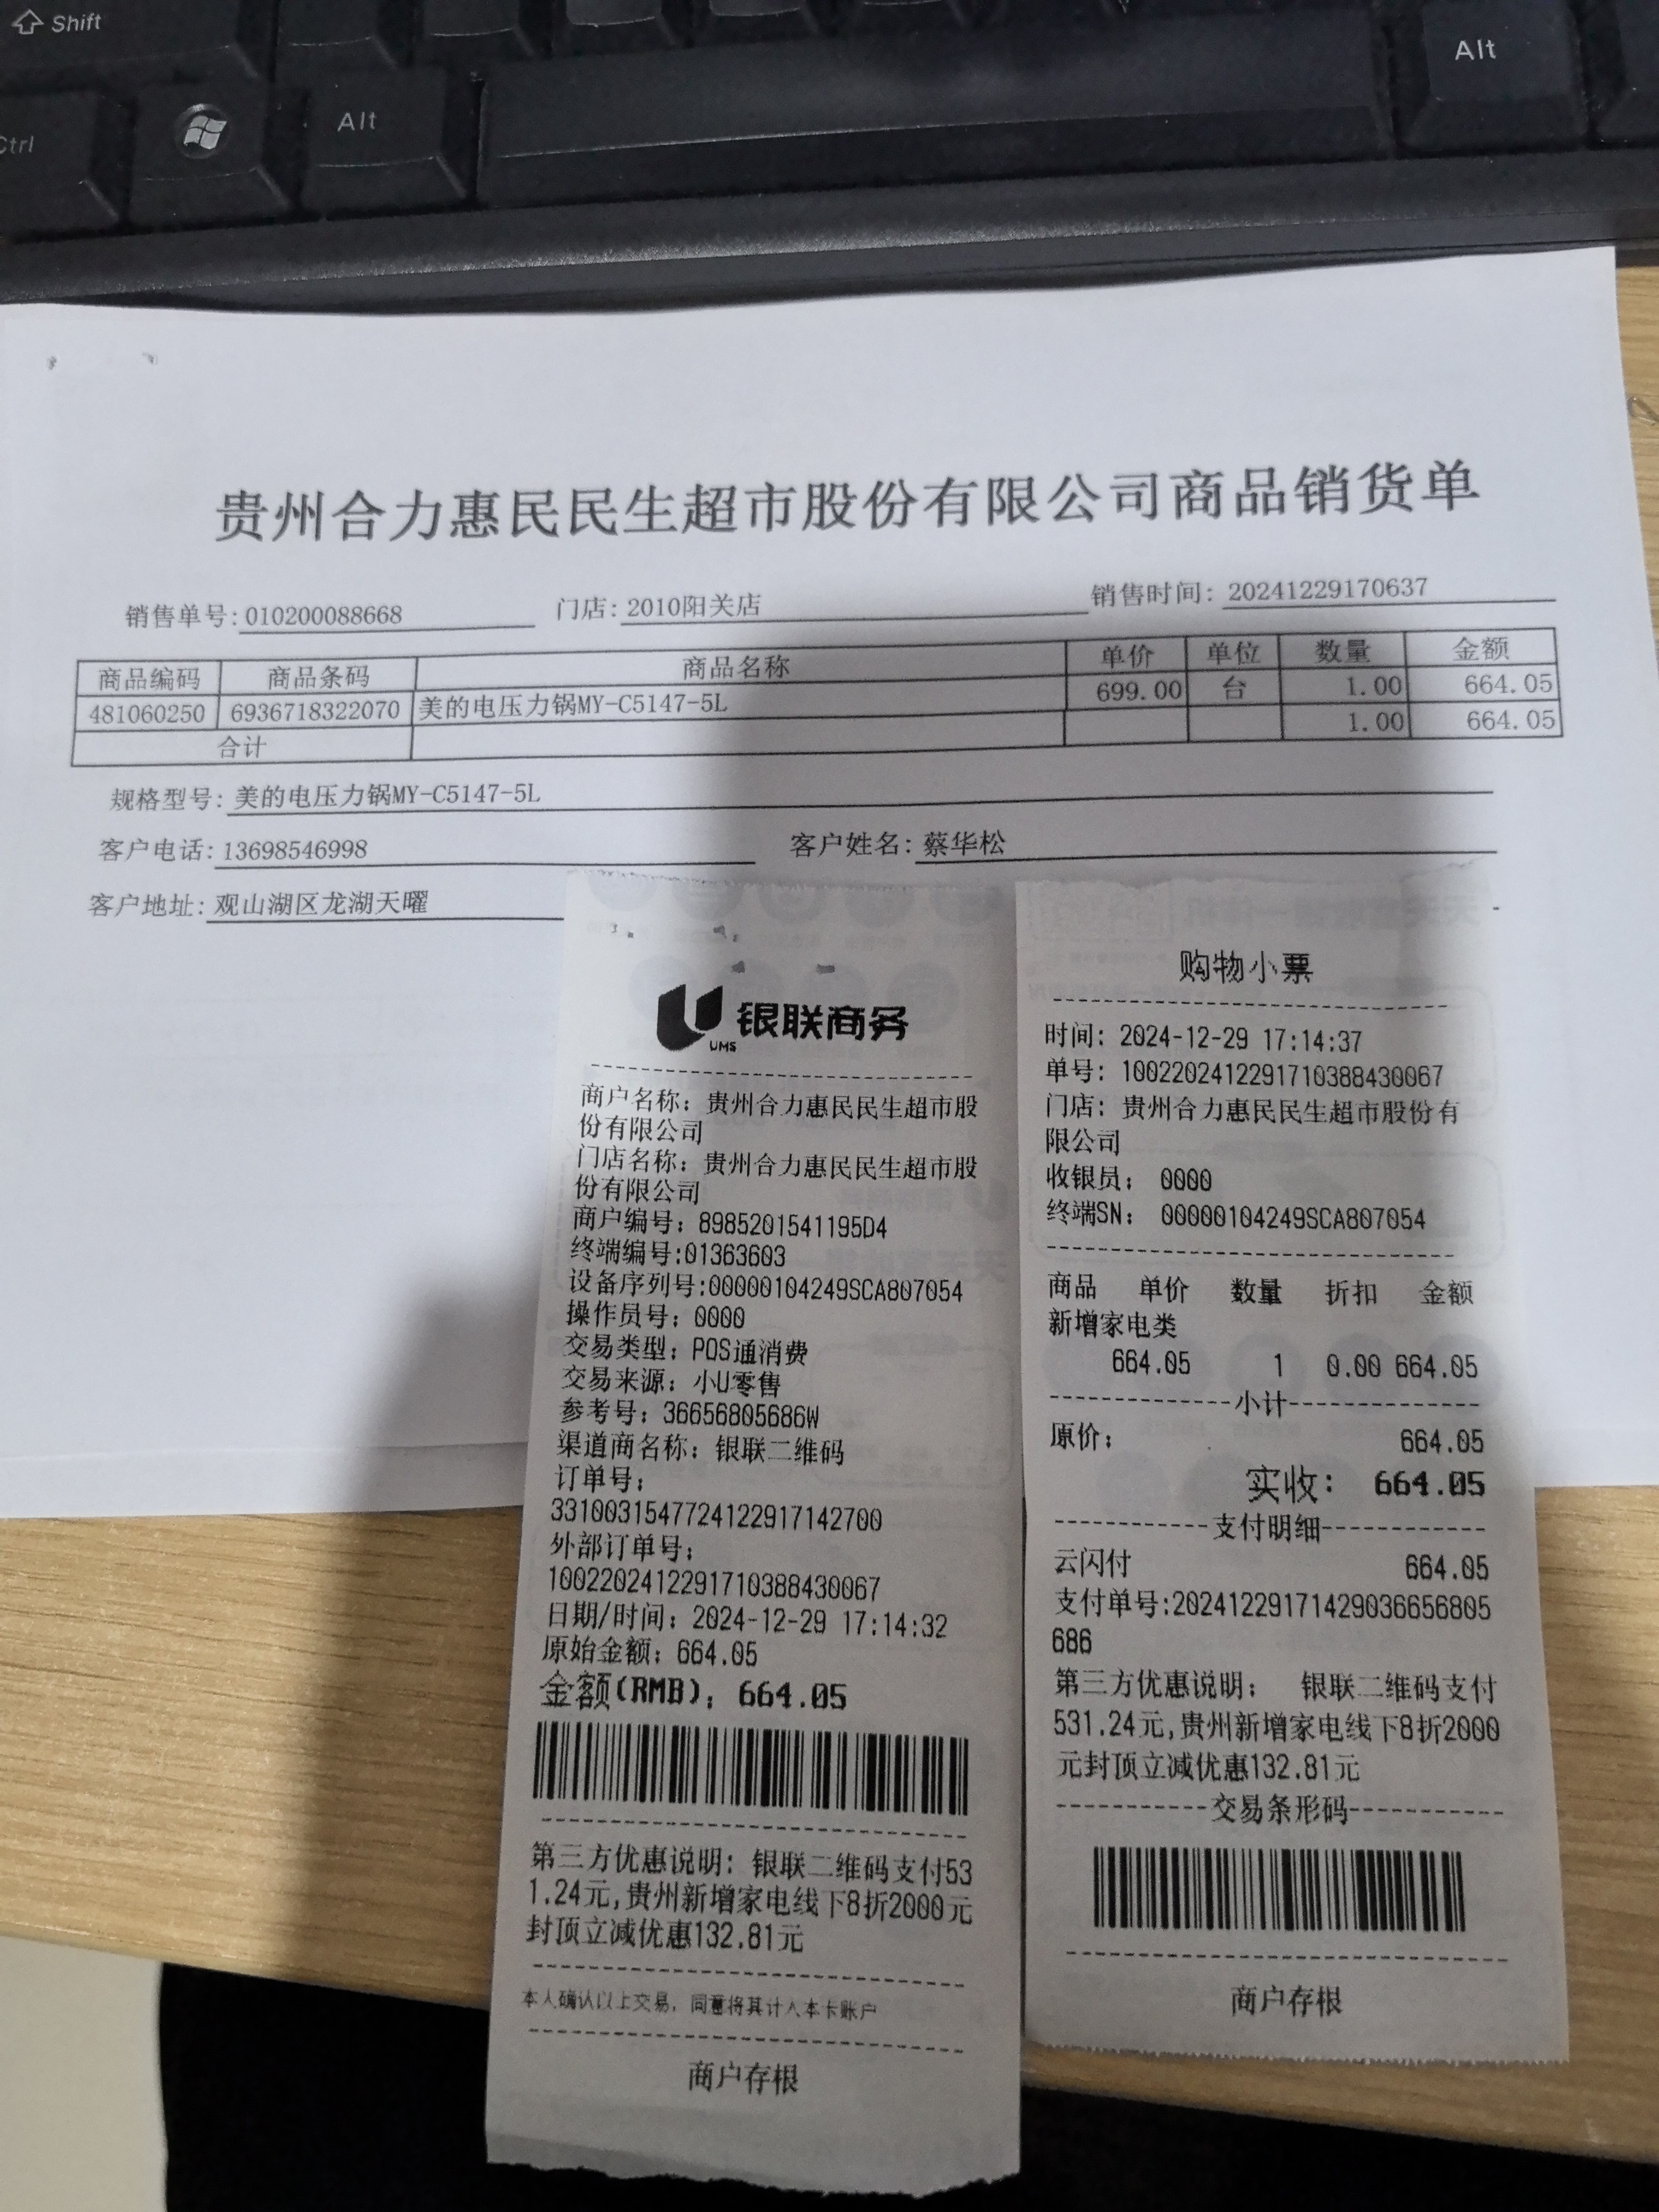 Shift
Ctrl
Alt
Alt
贵州合力惠民民生超市股份有限公司商品销货单
销售单号:010200088668 门店:2010阳关店 销售时间:20241229170637
商品编码 商品条码 商品名称 单价 单位 数量 金额
481060250 6936718322070 美的电压力锅MY-C5147-5L 699.00 台 1.00 664.05
合计 1.00 664.05
规格型号:美的电压力锅MY-C5147-5L
客户电话:13698546998 客户姓名:蔡华松
客户地址:观山湖区龙湖天曜
银联商务
UMS
商户名称：贵州合力惠民民生超市股
份有限公司
门店名称：贵州合力惠民民生超市股
份有限公司
商户编号：8985201541195D4
终端编号:01363603
设备序列号:00000104249SCA807054
操作员号：0000
交易类型：POS通消费
交易来源：小U零售
参考号：36656805686W
渠道商名称：银联二维码
订单号：
33100315477241229171427​00
外部订单号：
10022024122917103884300​67
日期/时间：2024-12-29 17:14:32
原始金额：664.05
金额(RMB)：664.05
第三方优惠说明：银联二维码支付53
1.24元,贵州新增家电线下8折2000元
封顶立减优惠132.81元
本人确认以上交易，同意将其计入本卡账户
商户存根
购物小票
时间：2024-12-29 17:14:37
单号：1002202412291710388430067
门店：贵州合力惠民民生超市股份有
限公司
收银员： 0000
终端SN： 00000104249SCA807054
商品 单价 数量 折扣 金额
新增家电类
664.05 1 0.00 664.05
小计
原价： 664.05
实收： 664.05
支付明细
云闪付 664.05
支付单号:20241229171429036656805
686
第三方优惠说明： 银联二维码支付
531.24元,贵州新增家电线下8折2000
元封顶立减优惠132.81元
交易条形码
商户存根